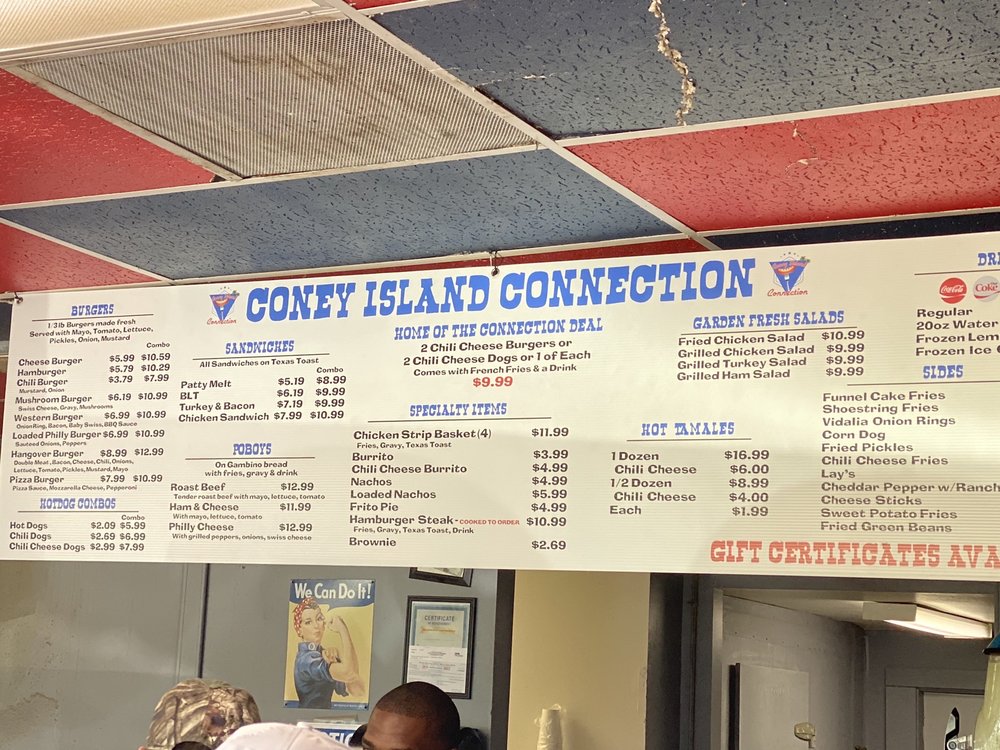 CONEY ISLAND CONNECTION
Connection
Connection
BURGERS
1/3 lb Burgers made fresh
Served with Mayo, Tomato, Lettuce,
Pickles, Onion, Mustard
Combo
Cheese Burger $5.99 $10.59
Hamburger $5.79 $10.29
Chili Burger $3.79 $7.99
Mustard, Onion
Mushroom Burger $6.19 $10.99
Swiss Cheese, Gravy, Mushrooms
Western Burger $6.99 $10.99
Onion Ring, Bacon, Baby Swiss, BBQ Sauce
Loaded Philly Burger $6.99 $10.99
Sauteed Onions, Peppers
Hangover Burger $8.99 $12.99
Double Meat, Bacon, Cheese, Chili, Onions,
Lettuce, Tomato, Pickles, Mustard, Mayo
Pizza Burger $7.99 $10.99
Pizza Sauce, Mozzarella Cheese, Pepperoni
HOTDOG COMBOS
Combo
Hot Dogs $2.09 $5.99
Chili Dogs $2.69 $6.99
Chili Cheese Dogs $2.99 $7.99
SANDWICHES
All Sandwiches on Texas Toast
Combo
Patty Melt $5.19 $8.99
BLT $6.19 $9.99
Turkey & Bacon $7.19 $9.99
Chicken Sandwich $7.99 $10.99
POBOYS
On Gambino bread
with fries, gravy & drink
Roast Beef $12.99
Tender roast beef with mayo, lettuce, tomato
Ham & Cheese $11.99
With mayo, lettuce, tomato
Philly Cheese $12.99
With grilled peppers, onions, swiss cheese
HOME OF THE CONNECTION DEAL
2 Chili Cheese Burgers or
2 Chili Cheese Dogs or 1 of Each
Comes with French Fries & a Drink
$9.99
SPECIALTY ITEMS
Chicken Strip Basket (4) $11.99
Fries, Gravy, Texas Toast
Burrito $3.99
Chili Cheese Burrito $4.99
Nachos $4.99
Loaded Nachos $5.99
Frito Pie $4.99
Hamburger Steak - COOKED TO ORDER $10.99
Fries, Gravy, Texas Toast, Drink
Brownie $2.69
GARDEN FRESH SALADS
Fried Chicken Salad $10.99
Grilled Chicken Salad $9.99
Grilled Turkey Salad $9.99
Grilled Ham Salad $9.99
HOT TAMALES
1 Dozen $16.99
Chili Cheese $6.00
1/2 Dozen $8.99
Chili Cheese $4.00
Each $1.99
DRI
Coca-Cola
Coke
Regular
20oz Water
Frozen Lem
Frozen Ice
SIDES
Funnel Cake Fries
Shoestring Fries
Vidalia Onion Rings
Corn Dog
Fried Pickles
Chili Cheese Fries
Lay's
Cheddar Pepper w/Ranch
Cheese Sticks
Sweet Potato Fries
Fried Green Beans
GIFT CERTIFICATES AVA
We Can Do It!
CERTIFICATE